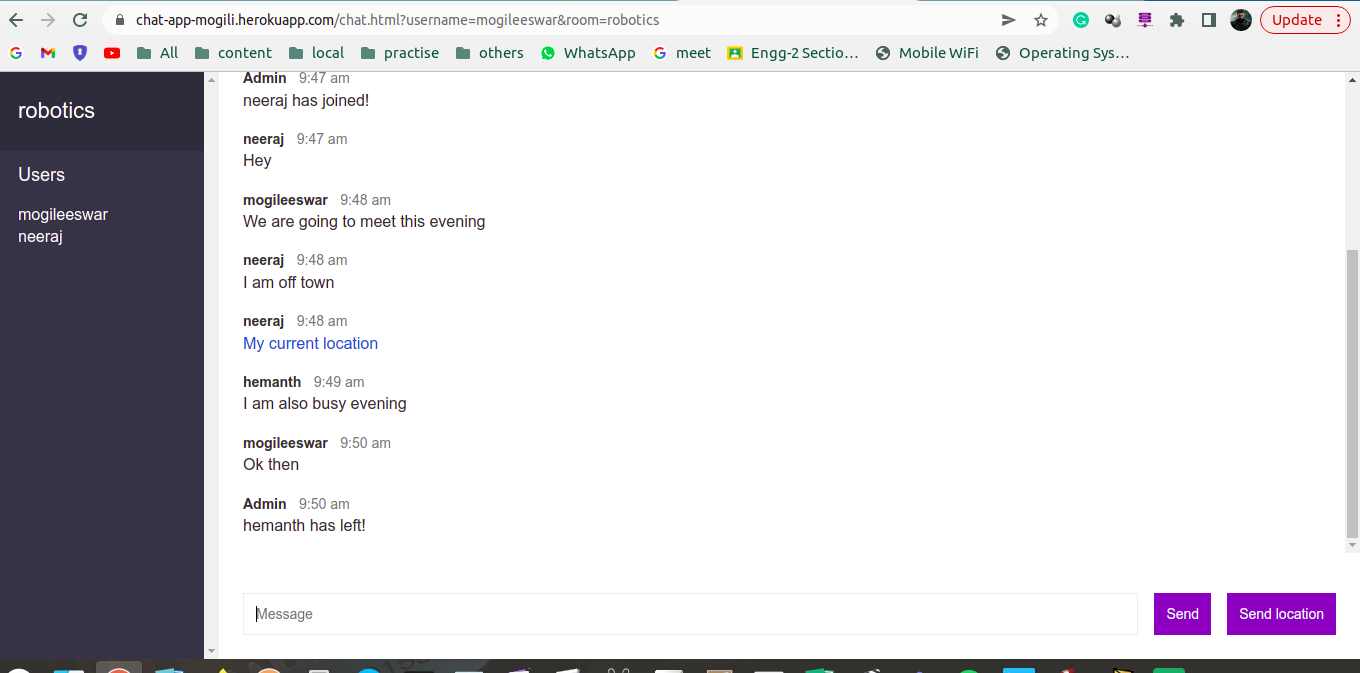 chat-app-mogili.herokuapp.com/chat.html?username=mogileeswar&room=robotics
Update
All content local practise others WhatsApp meet Engg-2 Sectio... Mobile WiFi Operating Sys...
robotics
Users
mogileeswar
neeraj
Admin 9:47 am
neeraj has joined!
neeraj 9:47 am
Hey
mogileeswar 9:48 am
We are going to meet this evening
neeraj 9:48 am
I am off town
neeraj 9:48 am
My current location
hemanth 9:49 am
I am also busy evening
mogileeswar 9:50 am
Ok then
Admin 9:50 am
hemanth has left!
Message
Send
Send location